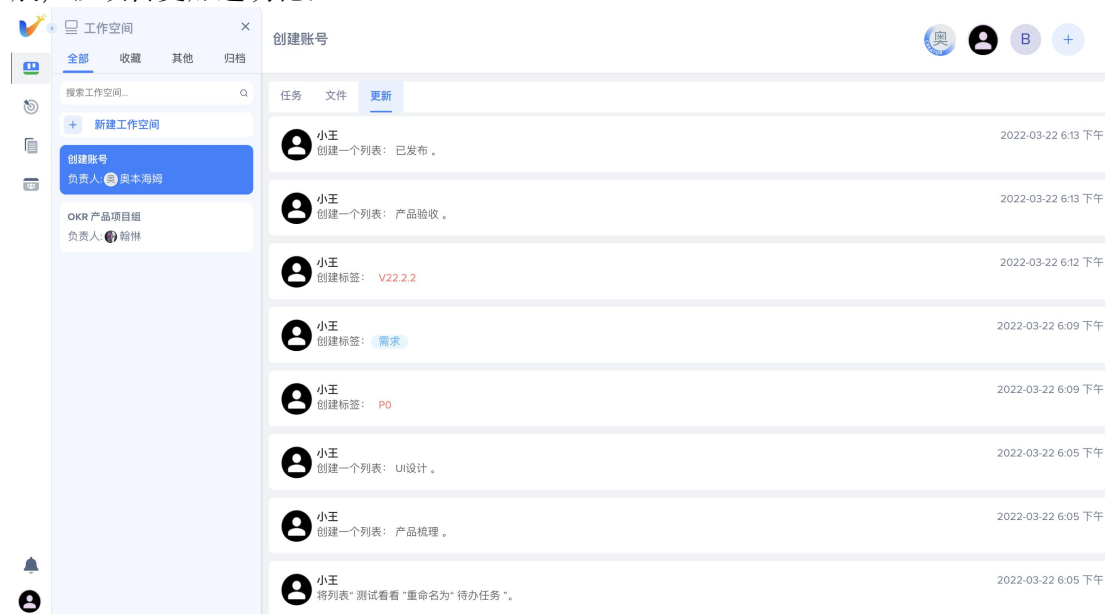 工作空间
全部 收藏 其他 归档
搜索工作空间...
+ 新建工作空间
创建账号
负责人: 奥 奥本海姆
OKR 产品项目组
负责人: 翰惏
创建账号
奥
B
+
任务 文件 更新
小王
2022-03-22 6:13 下午
创建一个列表： 已发布 。
小王
2022-03-22 6:13 下午
创建一个列表： 产品验收 。
小王
2022-03-22 6:12 下午
创建标签： V22.2.2
小王
2022-03-22 6:09 下午
创建标签： 需求
小王
2022-03-22 6:09 下午
创建标签： P0
小王
2022-03-22 6:05 下午
创建一个列表： UI设计 。
小王
2022-03-22 6:05 下午
创建一个列表： 产品梳理 。
小王
2022-03-22 6:05 下午
将列表“ 测试看看 ”重命名为“ 待办任务 ”。